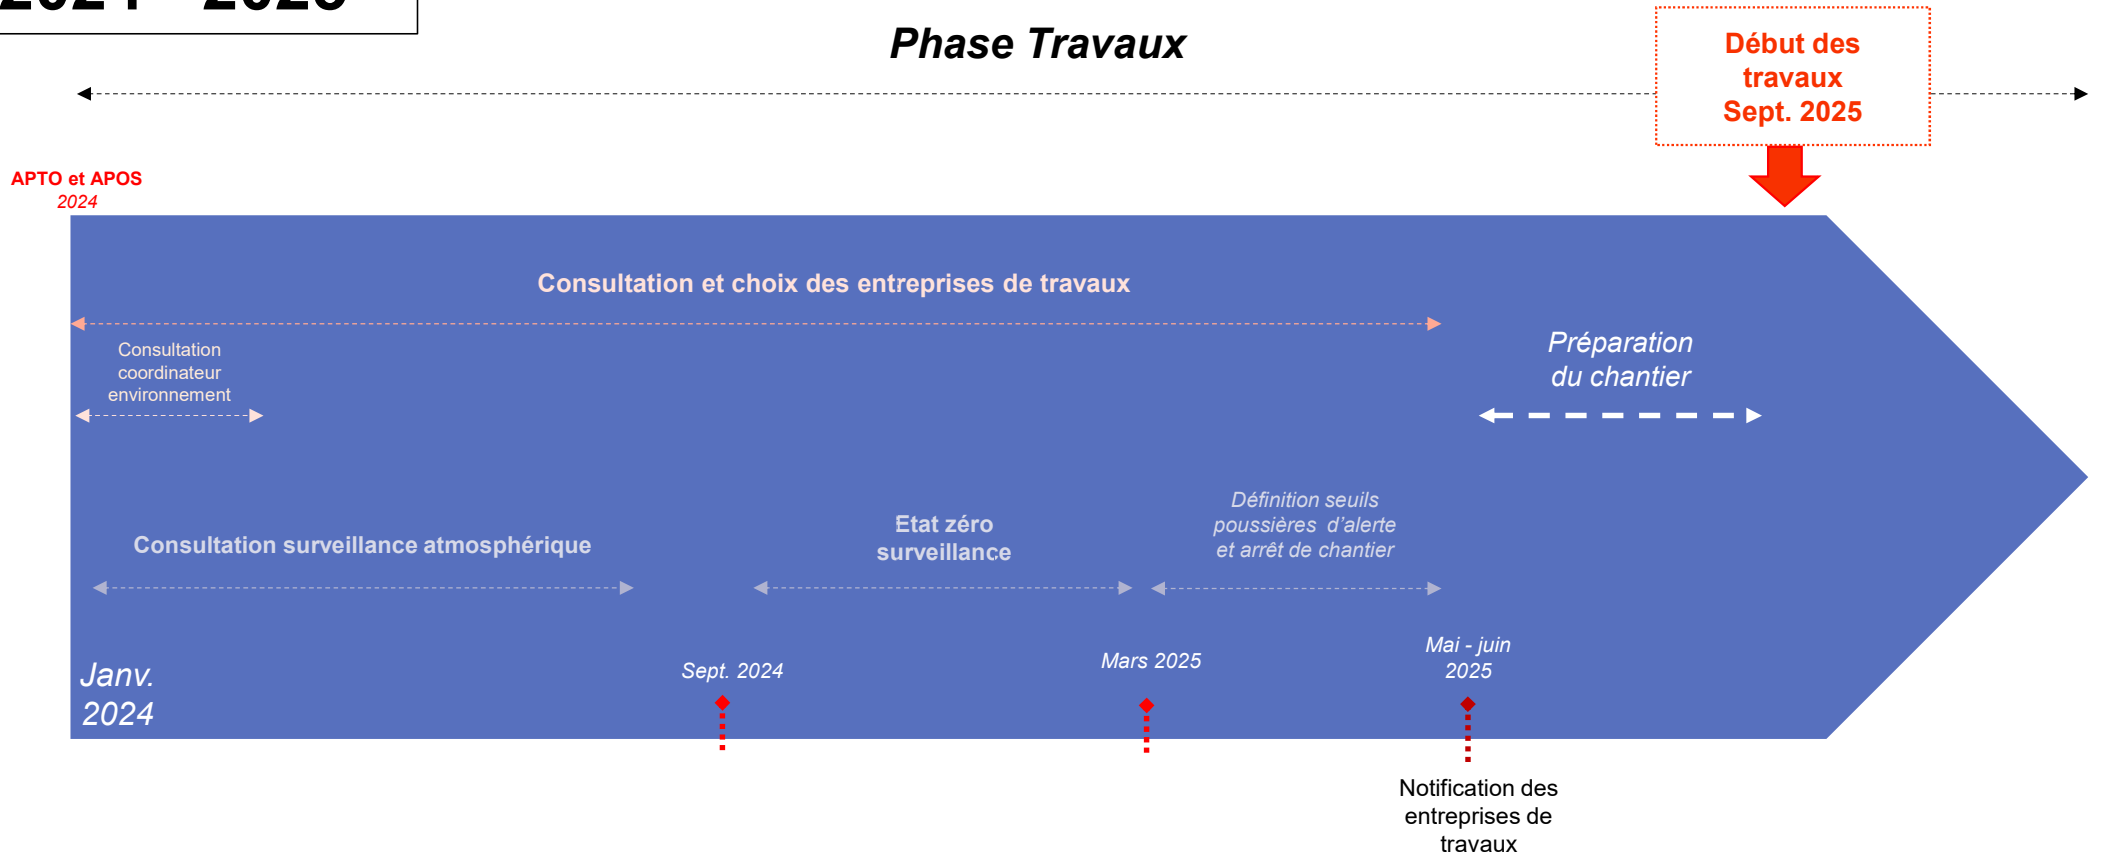 Phase Travaux
Début des
travaux
Sept. 2025
APTO et APOS
2024
Consultation et choix des entreprises de travaux
Consultation
coordinateur
environnement
Préparation
du chantier
Consultation surveillance atmosphérique
Etat zéro
surveillance
Définition seuils
poussières d’alerte
et arrêt de chantier
Janv.
2024
Sept. 2024
Mars 2025
Mai - juin
2025
Notification des
entreprises de
travaux